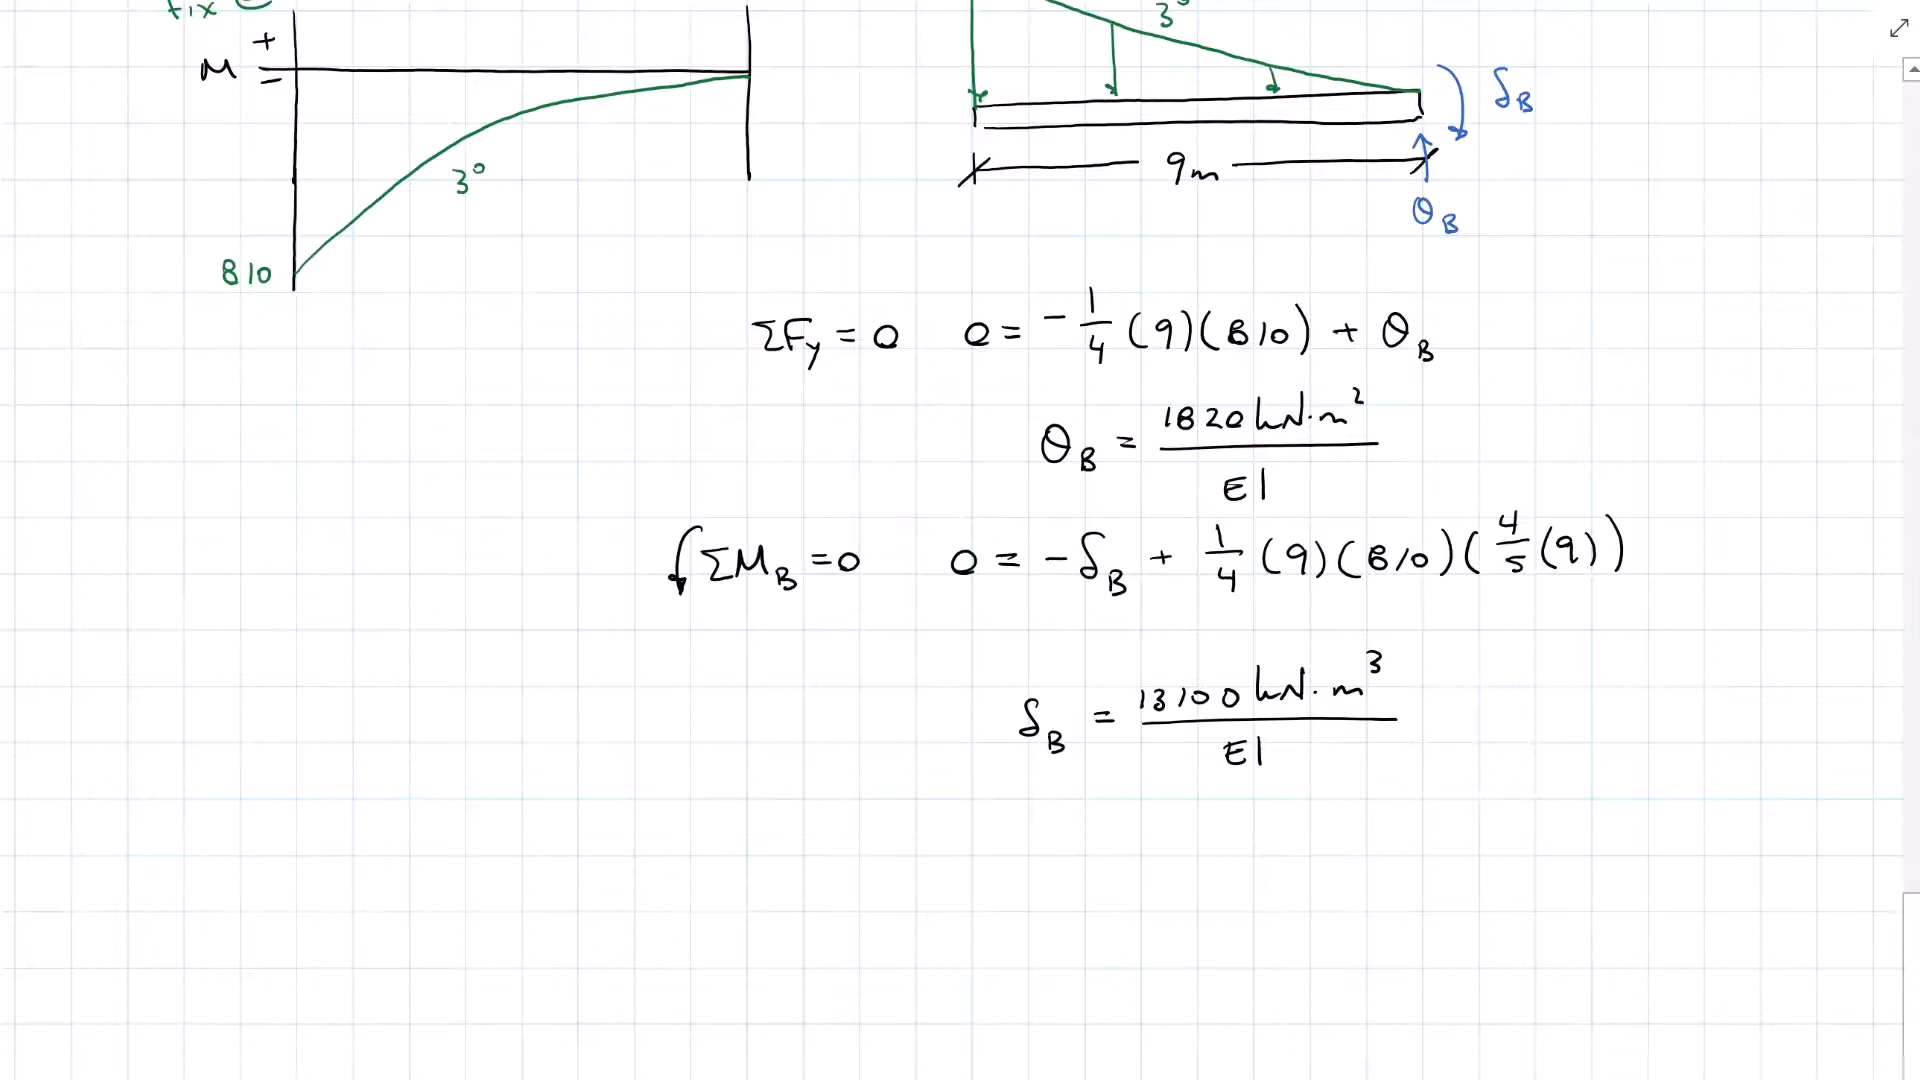 fix
+
M −
3°
810
3°
δB
9m
θB
ΣFy = 0 0 = - 1/4 (9)(810) + θB
θB = 1820 kN·m² / EI
ΣMB = 0 0 = - δB + 1/4 (9)(810)(4/5 (9))
δB = 13100 kN·m³ / EI